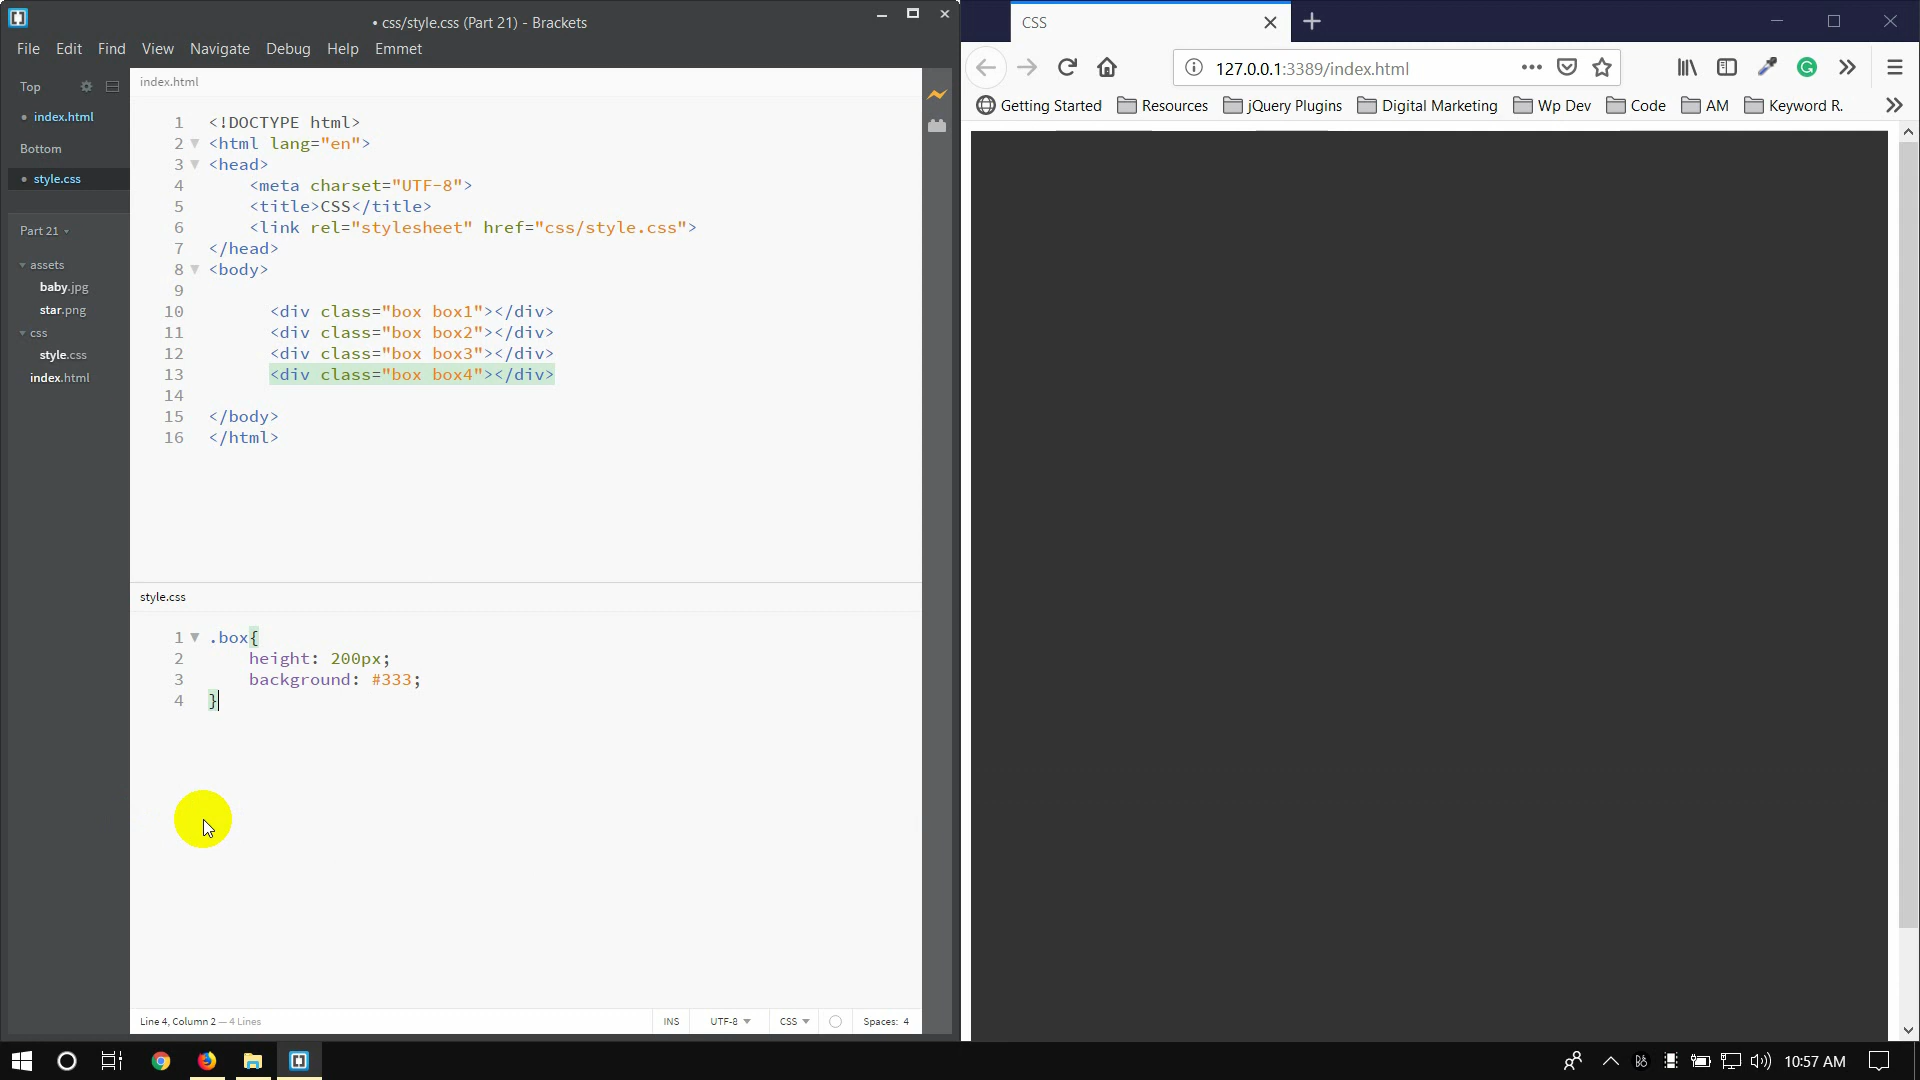 • css/style.css (Part 21) - Brackets
File Edit Find View Navigate Debug Help Emmet
Top
• index.html
Bottom
• style.css
Part 21
assets
baby.jpg
star.png
css
style.css
index.html
index.html
1 <!DOCTYPE html>
2 <html lang="en">
3 <head>
4 <meta charset="UTF-8">
5 <title>CSS</title>
6 <link rel="stylesheet" href="css/style.css">
7 </head>
8 <body>
9
10 <div class="box box1"></div>
11 <div class="box box2"></div>
12 <div class="box box3"></div>
13 <div class="box box4"></div>
14
15 </body>
16 </html>
style.css
1 .box{
2 height: 200px;
3 background: #333;
4 }
Line 4, Column 2 — 4 Lines
INS UTF-8 CSS Spaces: 4
CSS
127.0.0.1:3389/index.html
Getting Started Resources jQuery Plugins Digital Marketing Wp Dev Code AM Keyword R.
10:57 AM